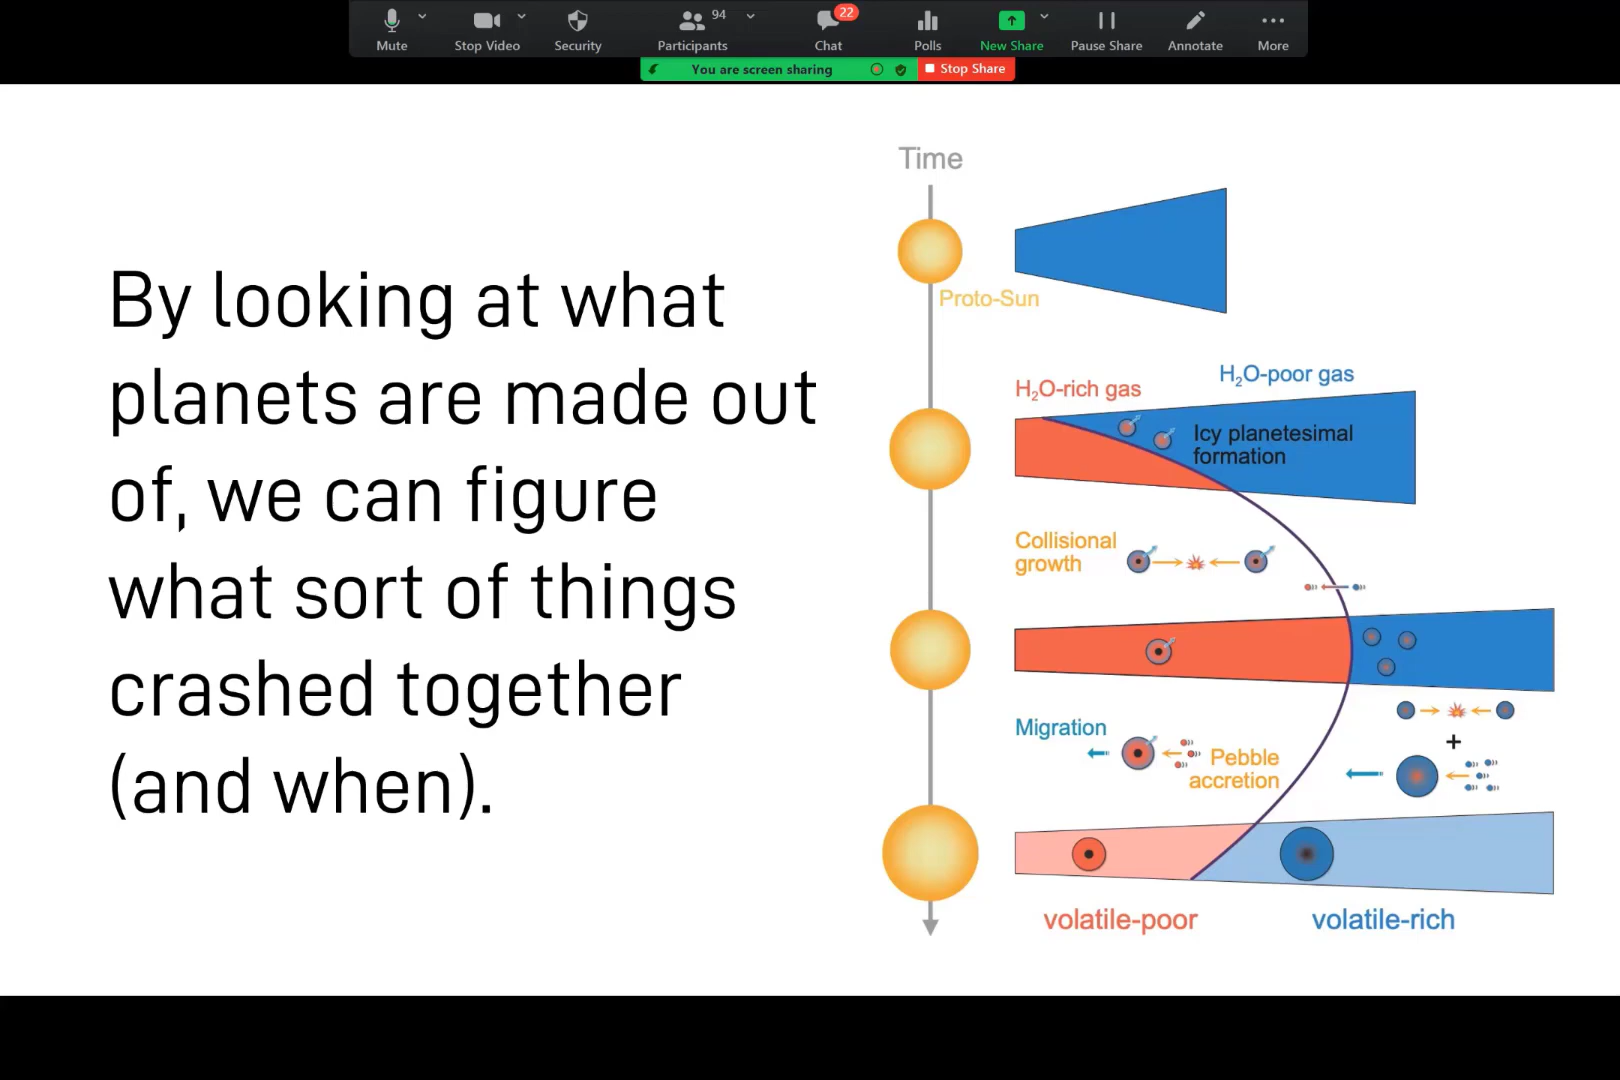 Mute
Stop Video
Security
Participants
94
Chat
22
Polls
New Share
Pause Share
Annotate
More
You are screen sharing
Stop Share
By looking at what
planets are made out
of, we can figure
what sort of things
crashed together
(and when).
Time
Proto-Sun
H₂O-rich gas
H₂O-poor gas
Icy planetesimal
formation
Collisional
growth
Migration
Pebble
accretion
+
volatile-poor
volatile-rich